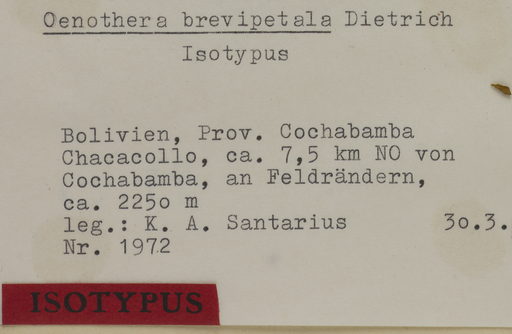 Oenothera brevipetala Dietrich
Isotypus
Bolivien, Prov. Cochabamba
Chacacollo, ca. 7,5 km NO von
Cochabamba, an Feldrändern,
ca. 225o m
leg.: K. A. Santarius 3o.3.
Nr. 1972
ISOTYPUS